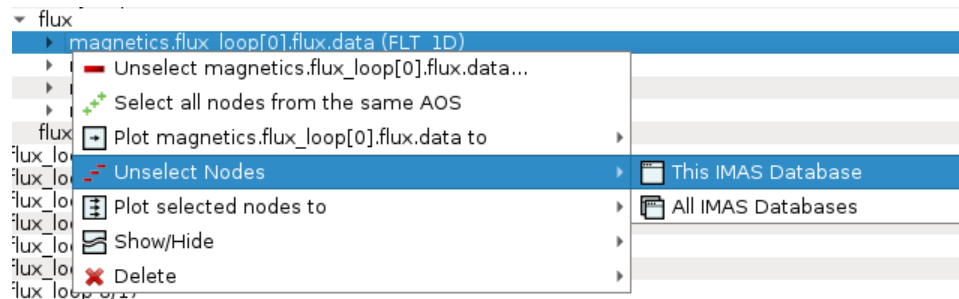 flux
magnetics.flux_loop[0].flux.data (FLT_1D)
Unselect magnetics.flux_loop[0].flux.data...
Select all nodes from the same AOS
flux
Plot magnetics.flux_loop[0].flux.data to
Unselect Nodes
This IMAS Database
Plot selected nodes to
All IMAS Databases
Show/Hide
Delete